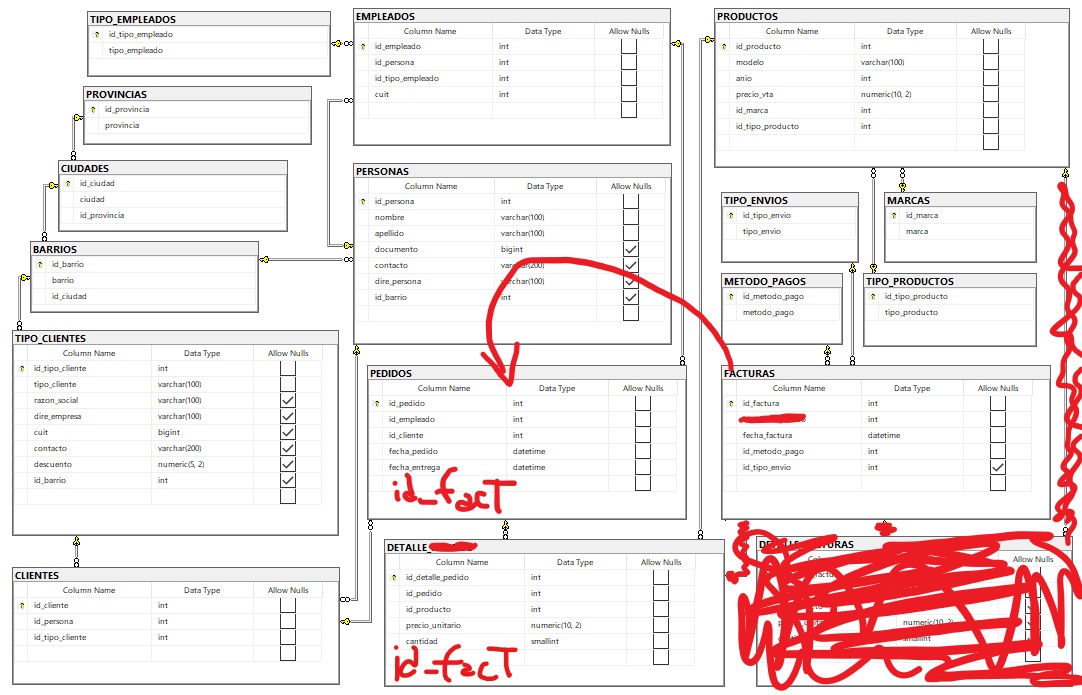 TIPO_EMPLEADOS
id_tipo_empleado
tipo_empleado
EMPLEADOS
Column Name Data Type Allow Nulls
id_empleado int
id_persona int
id_tipo_empleado int
cuit int
PRODUCTOS
Column Name Data Type Allow Nulls
id_producto int
modelo varchar(100)
anio int
precio_vta numeric(10, 2)
id_marca int
id_tipo_producto int
PROVINCIAS
id_provincia
provincia
CIUDADES
id_ciudad
ciudad
id_provincia
PERSONAS
Column Name Data Type Allow Nulls
id_persona int
nombre varchar(100)
apellido varchar(100)
documento bigint
contacto varchar(200)
dire_persona varchar(100)
id_barrio int
TIPO_ENVIOS
id_tipo_envio
tipo_envio
MARCAS
id_marca
marca
BARRIOS
id_barrio
barrio
id_ciudad
METODO_PAGOS
id_metodo_pago
metodo_pago
TIPO_PRODUCTOS
id_tipo_producto
tipo_producto
TIPO_CLIENTES
Column Name Data Type Allow Nulls
id_tipo_cliente int
tipo_cliente varchar(100)
razon_social varchar(100)
dire_empresa varchar(100)
cuit bigint
contacto varchar(200)
descuento numeric(5, 2)
id_barrio int
PEDIDOS
Column Name Data Type Allow Nulls
id_pedido int
id_empleado int
id_cliente int
fecha_pedido datetime
fecha_entrega datetime
id_facT
FACTURAS
Column Name Data Type Allow Nulls
id_factura int
int
fecha_factura datetime
id_metodo_pago int
id_tipo_envio int
CLIENTES
Column Name Data Type Allow Nulls
id_cliente int
id_persona int
id_tipo_cliente int
DETALLE_
Column Name Data Type Allow Nulls
id_detalle_pedido int
id_pedido int
id_producto int
precio_unitario numeric(10, 2)
cantidad smallint
id_facT
Allow Nulls
numeric(10, 2)
smallint